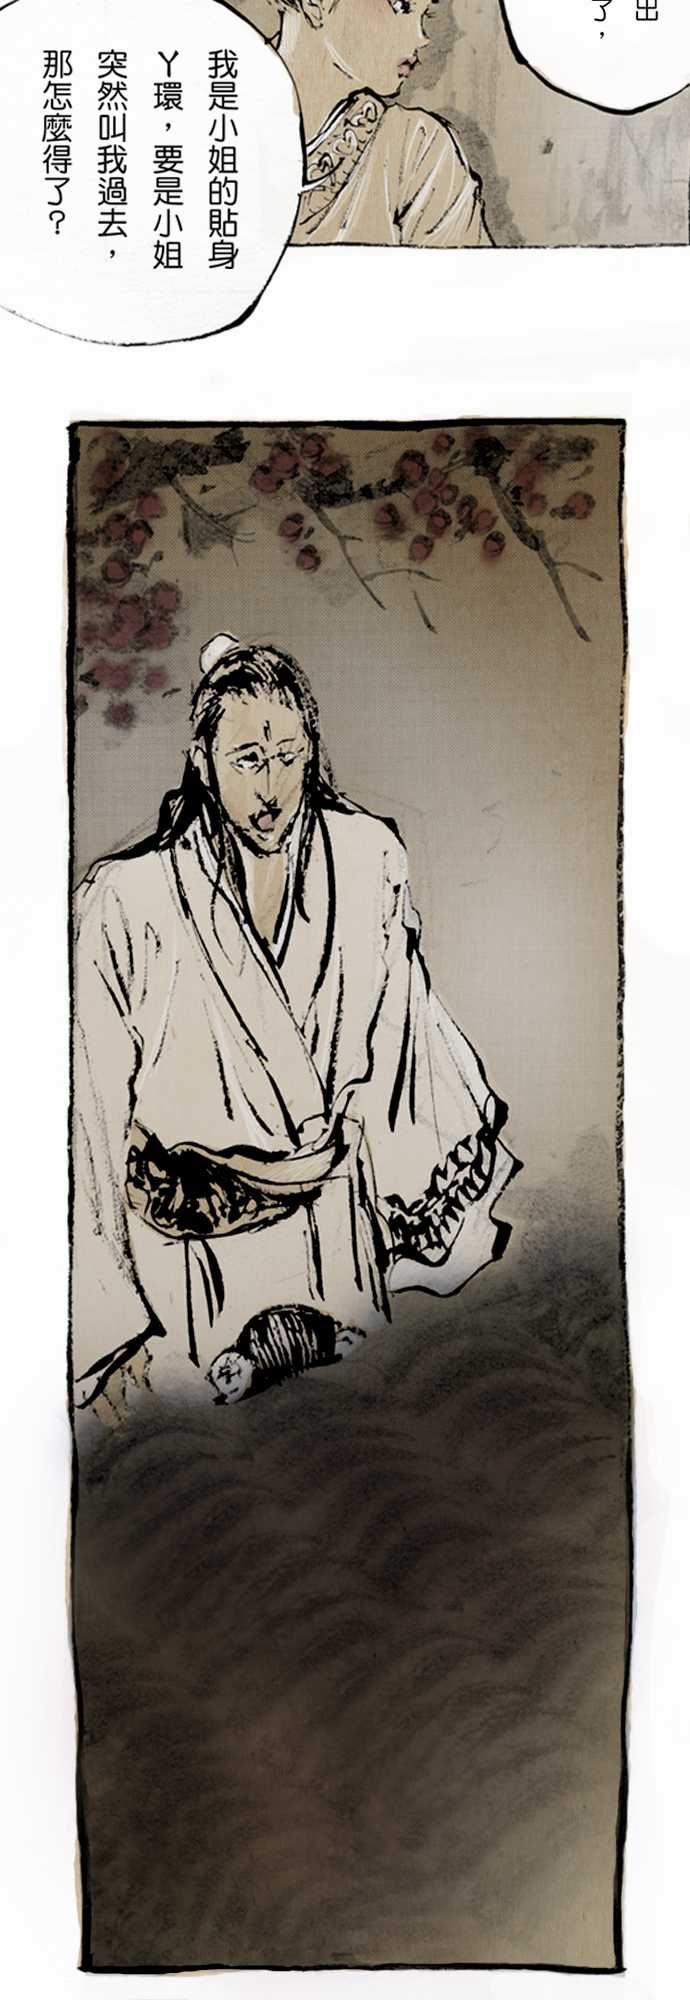 出
了，
我是小姐的貼身
丫環，要是小姐
突然叫我過去，
那怎麼得了？